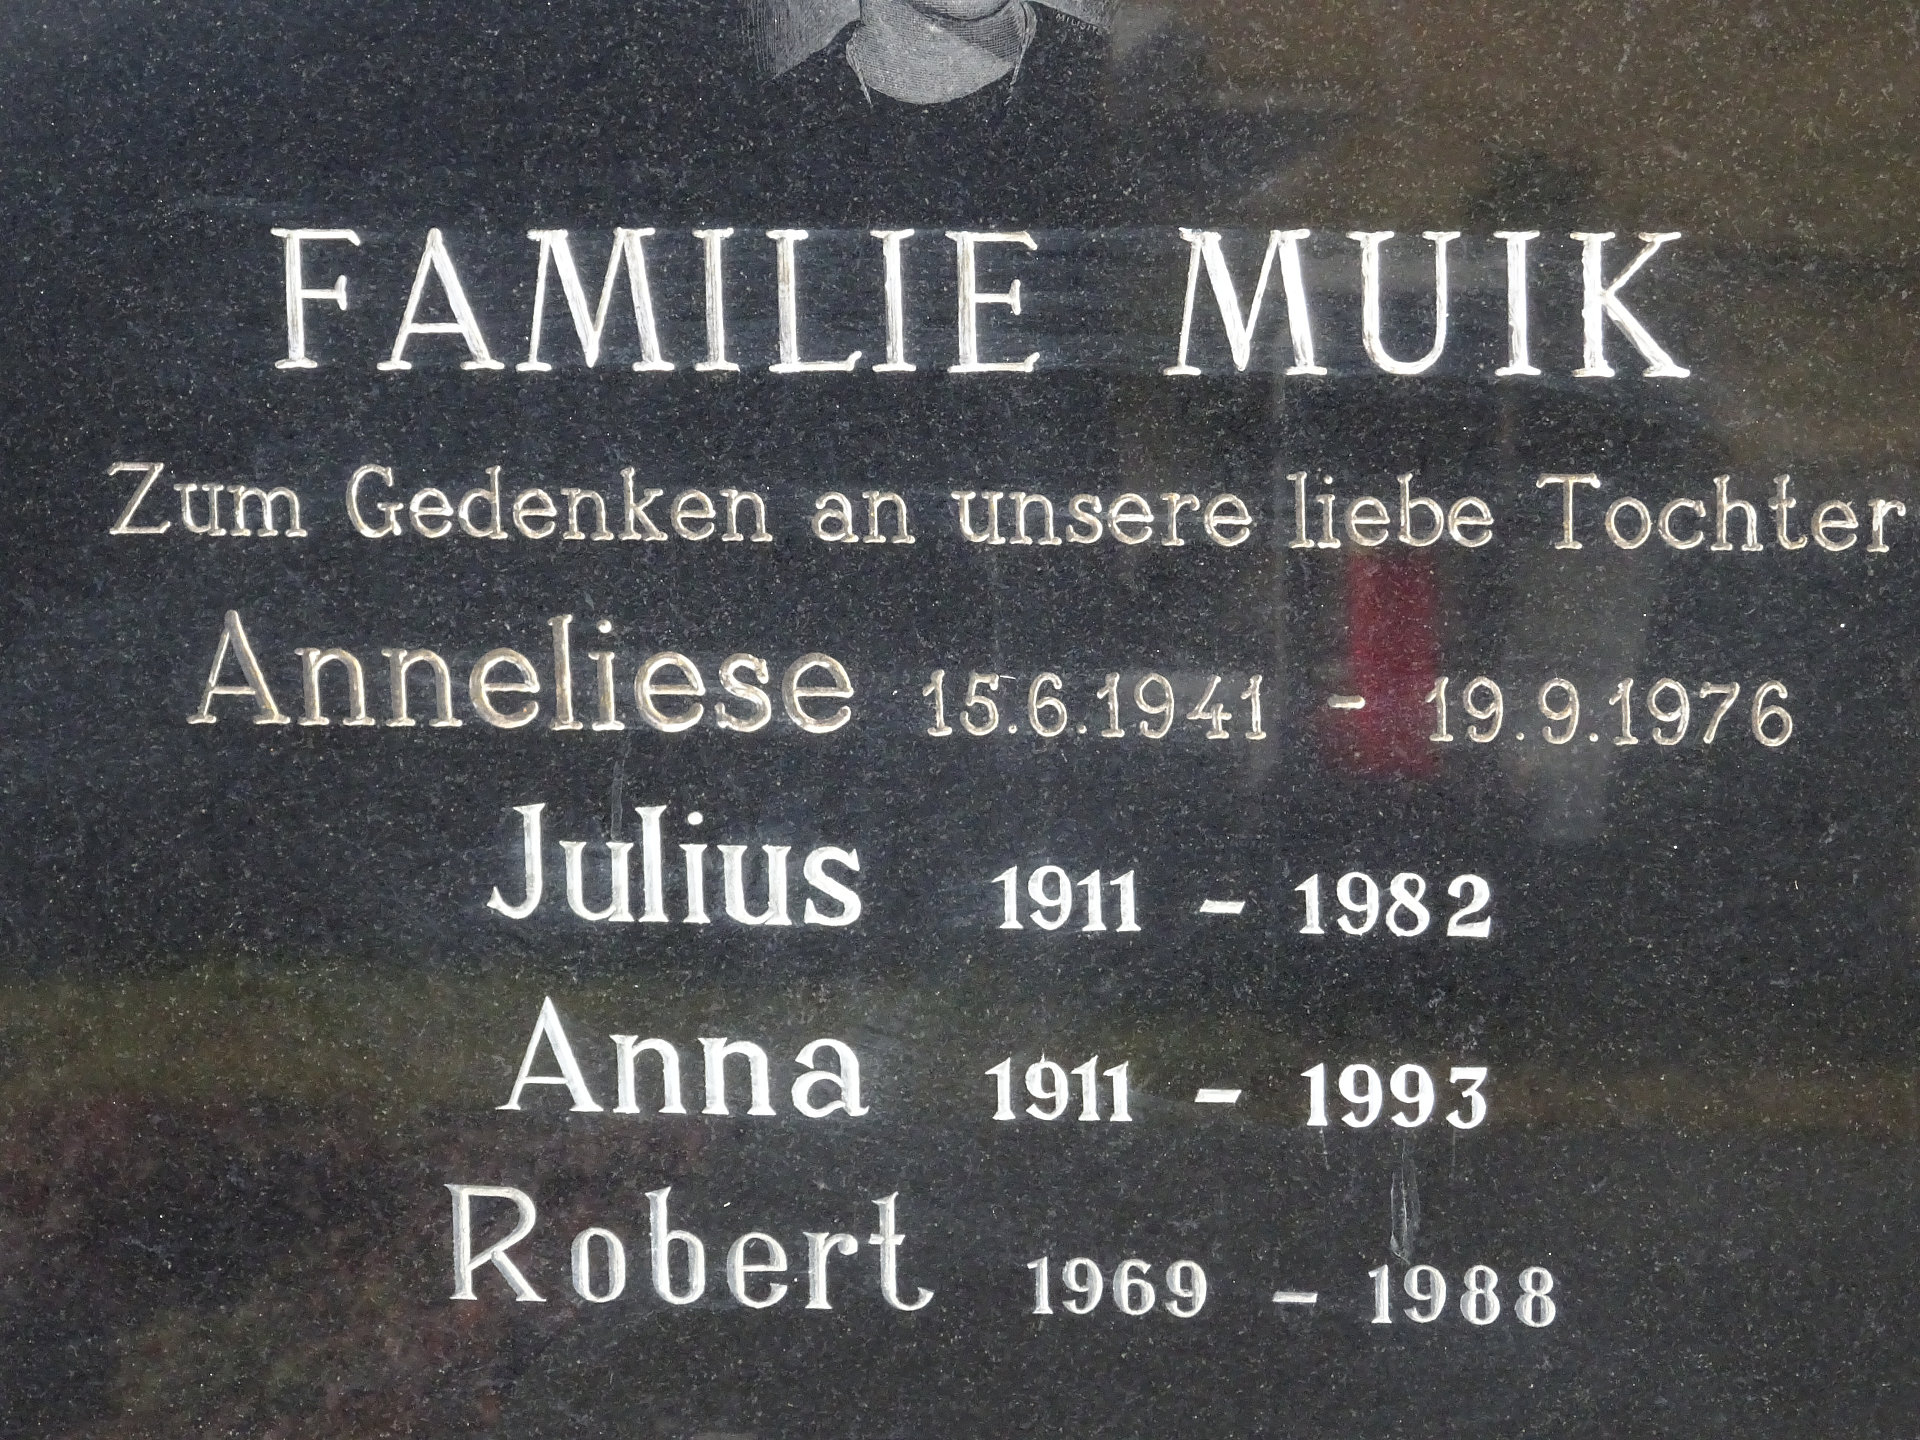 FAMILIE MUIK
Zum Gedenken an unsere liebe Tochter
Anneliese 15.6.1941 - 19.9.1976
Julius 1911 - 1982
Anna 1911 - 1993
Robert 1969 - 1988